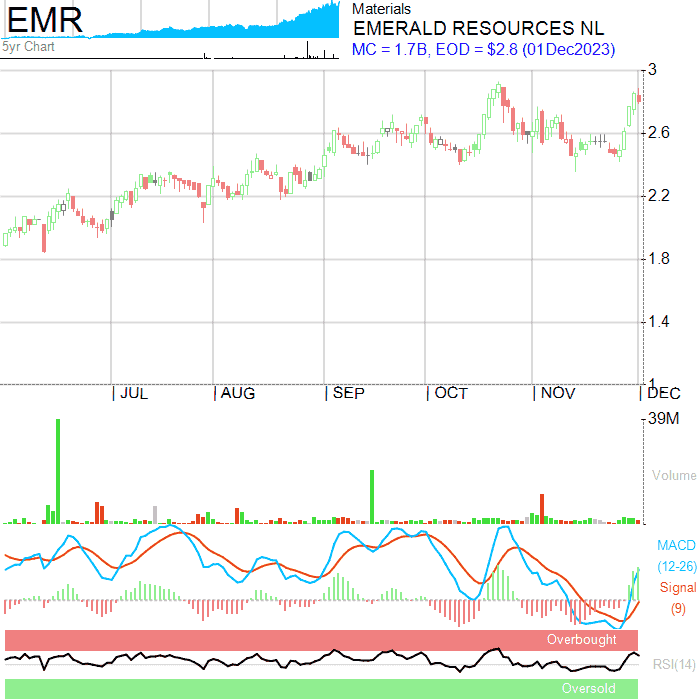 EMR
5yr Chart
Materials
EMERALD RESOURCES NL
MC = 1.7B, EOD = $2.8 (01Dec2023)
3
2.6
2.2
1.8
1.4
1
JUL
AUG
SEP
OCT
NOV
DEC
39M
Volume
MACD
(12-26)
Signal
(9)
Overbought
RSI(14)
Oversold